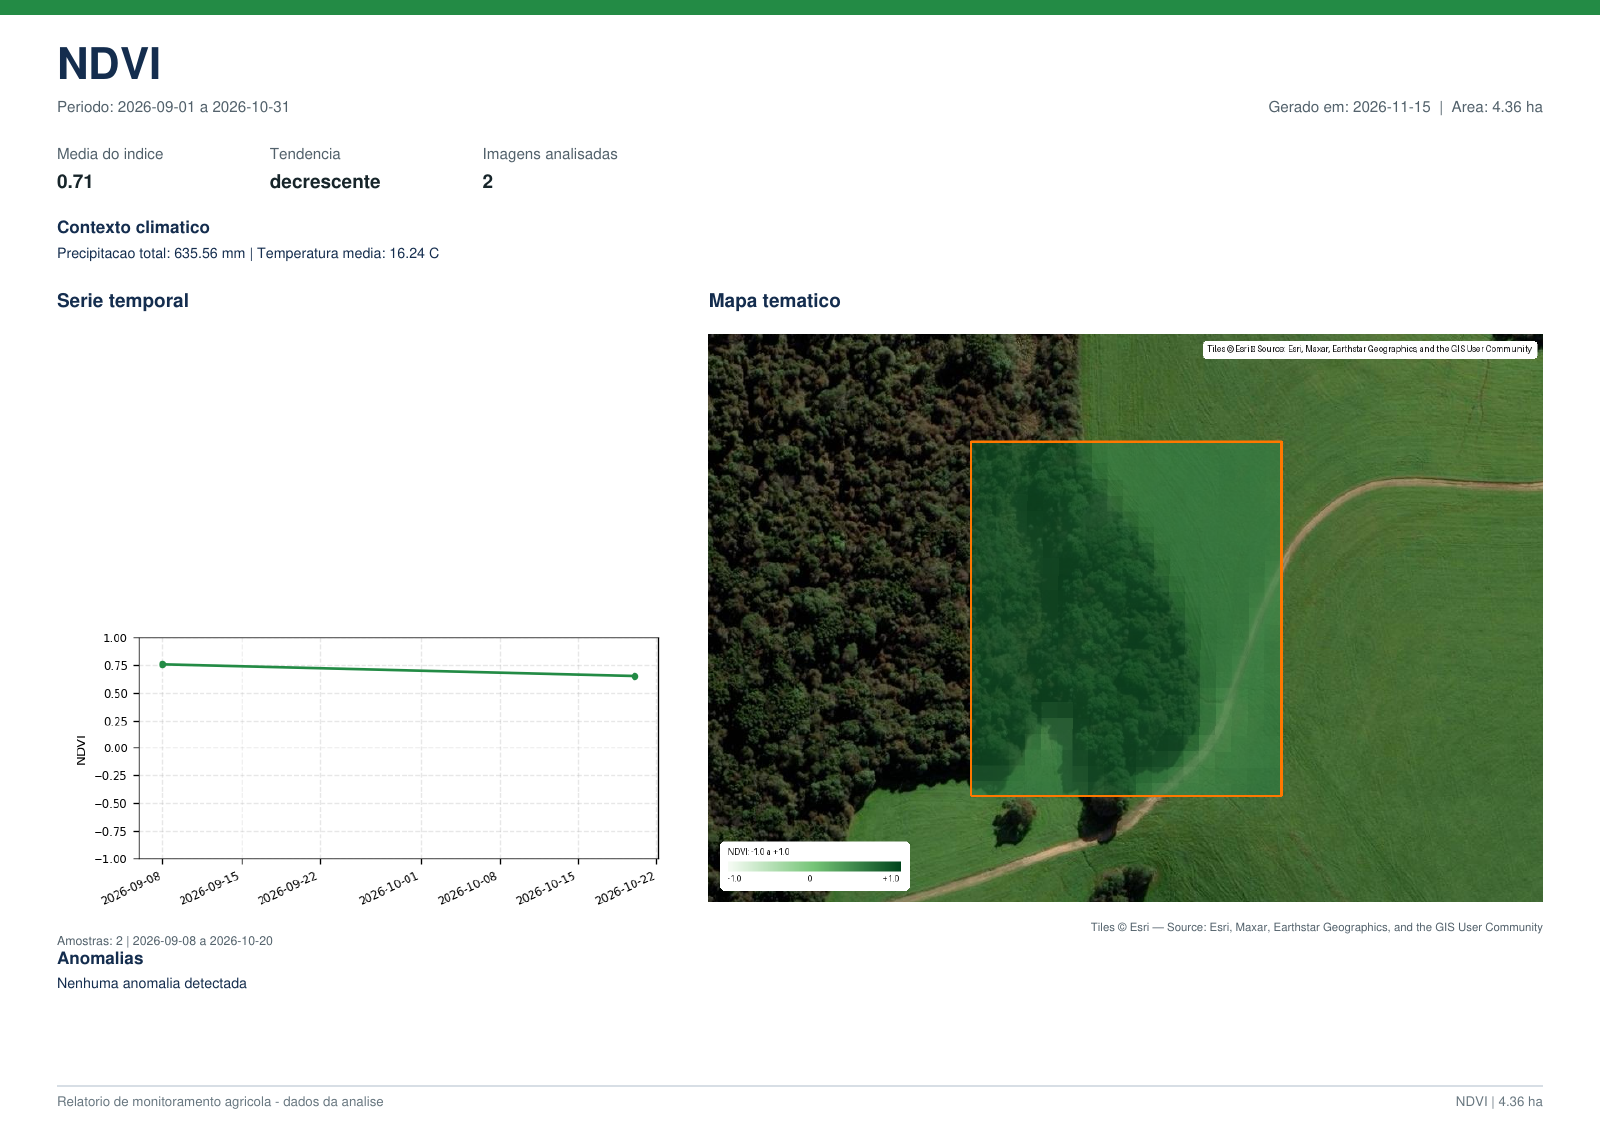 NDVI
Periodo: 2026-09-01 a 2026-10-31
Gerado em: 2026-11-15 | Area: 4.36 ha
Media do indice
Tendencia
Imagens analisadas
0.71
decrescente
2
Contexto climatico
Precipitacao total: 635.56 mm | Temperatura media: 16.24 C
Serie temporal
NDVI
1.00
0.75
0.50
0.25
0.00
−0.25
−0.50
−0.75
−1.00
2026-09-08
2026-09-15
2026-09-22
2026-10-01
2026-10-08
2026-10-15
2026-10-22
Amostras: 2 | 2026-09-08 a 2026-10-20
Mapa tematico
Tiles © Esri Source: Esri, Maxar, Earthstar Geographics, and the GIS User Community
NDVI: -1.0 a +1.0
-1.0
0
+1.0
Tiles © Esri — Source: Esri, Maxar, Earthstar Geographics, and the GIS User Community
Anomalias
Nenhuma anomalia detectada
Relatorio de monitoramento agricola - dados da analise
NDVI | 4.36 ha